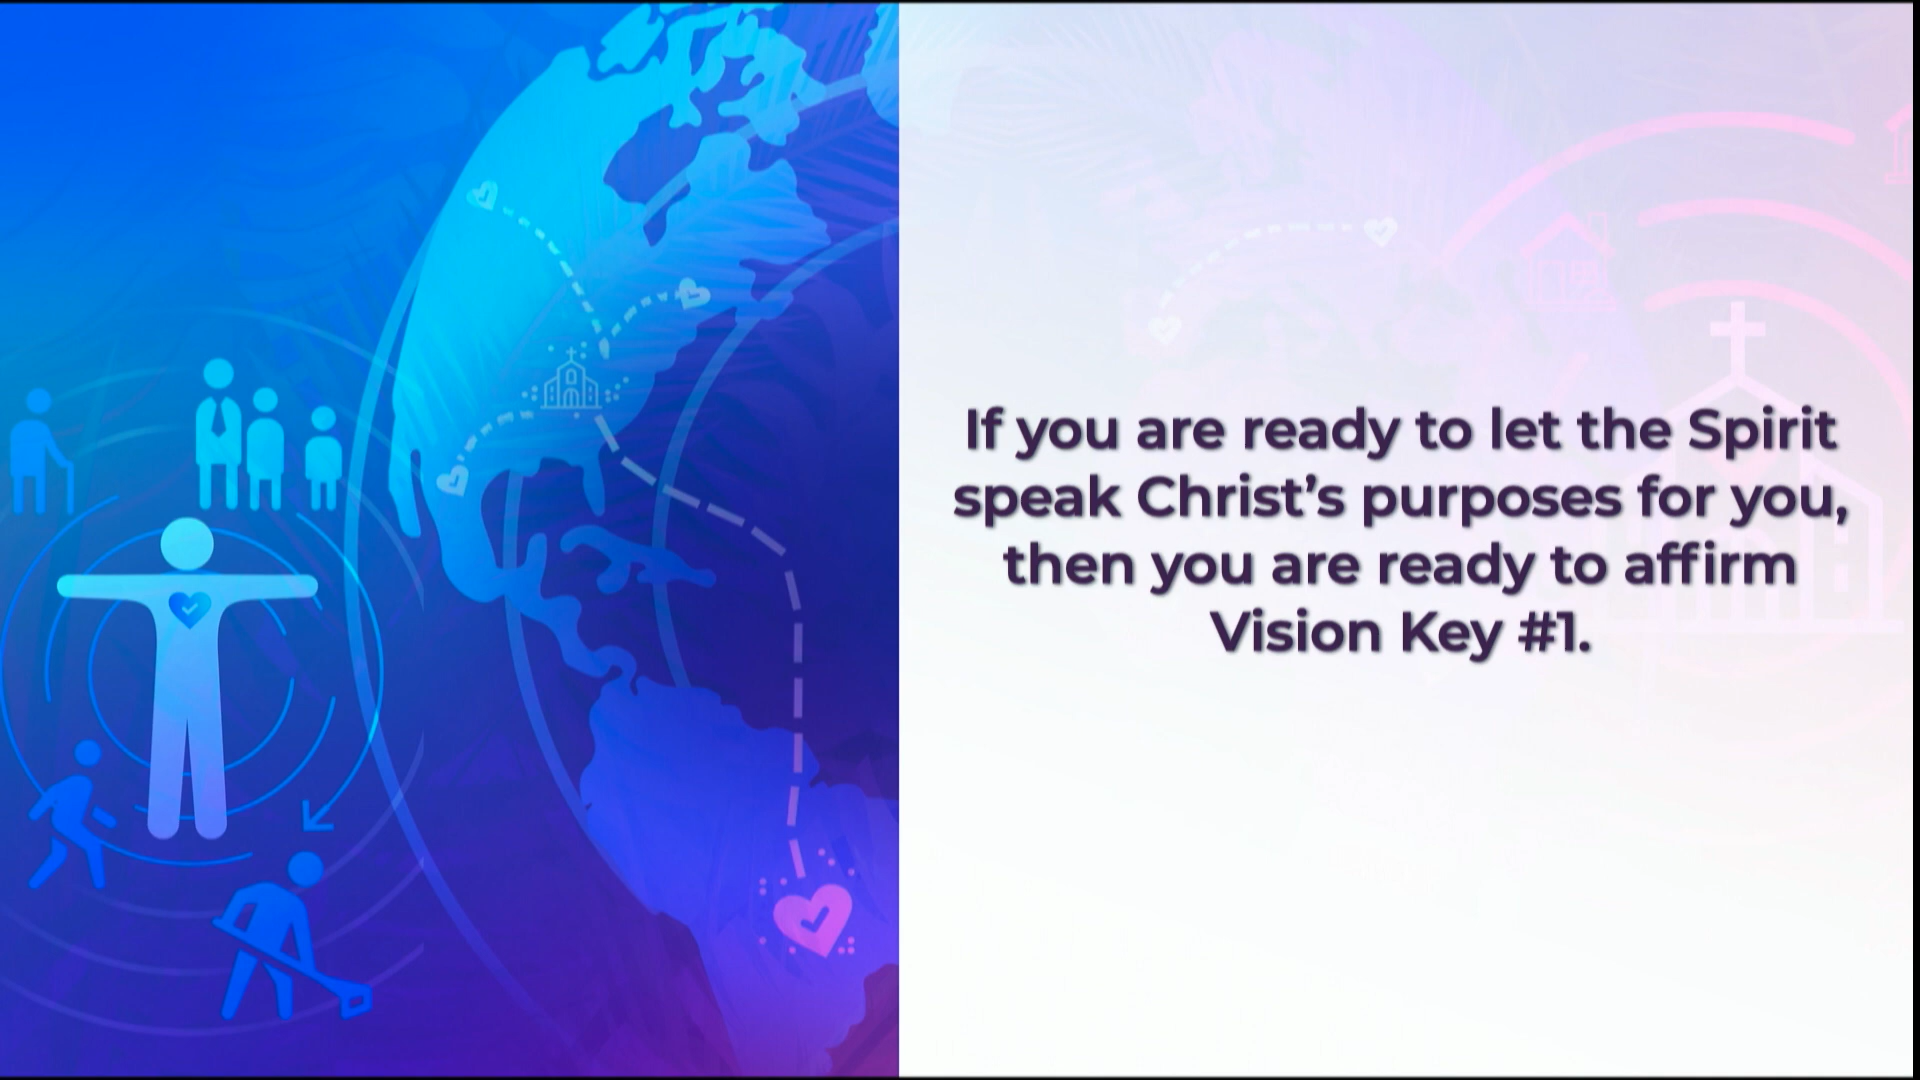 If you are ready to let the Spirit
speak Christ’s purposes for you,
then you are ready to affirm
Vision Key #1.